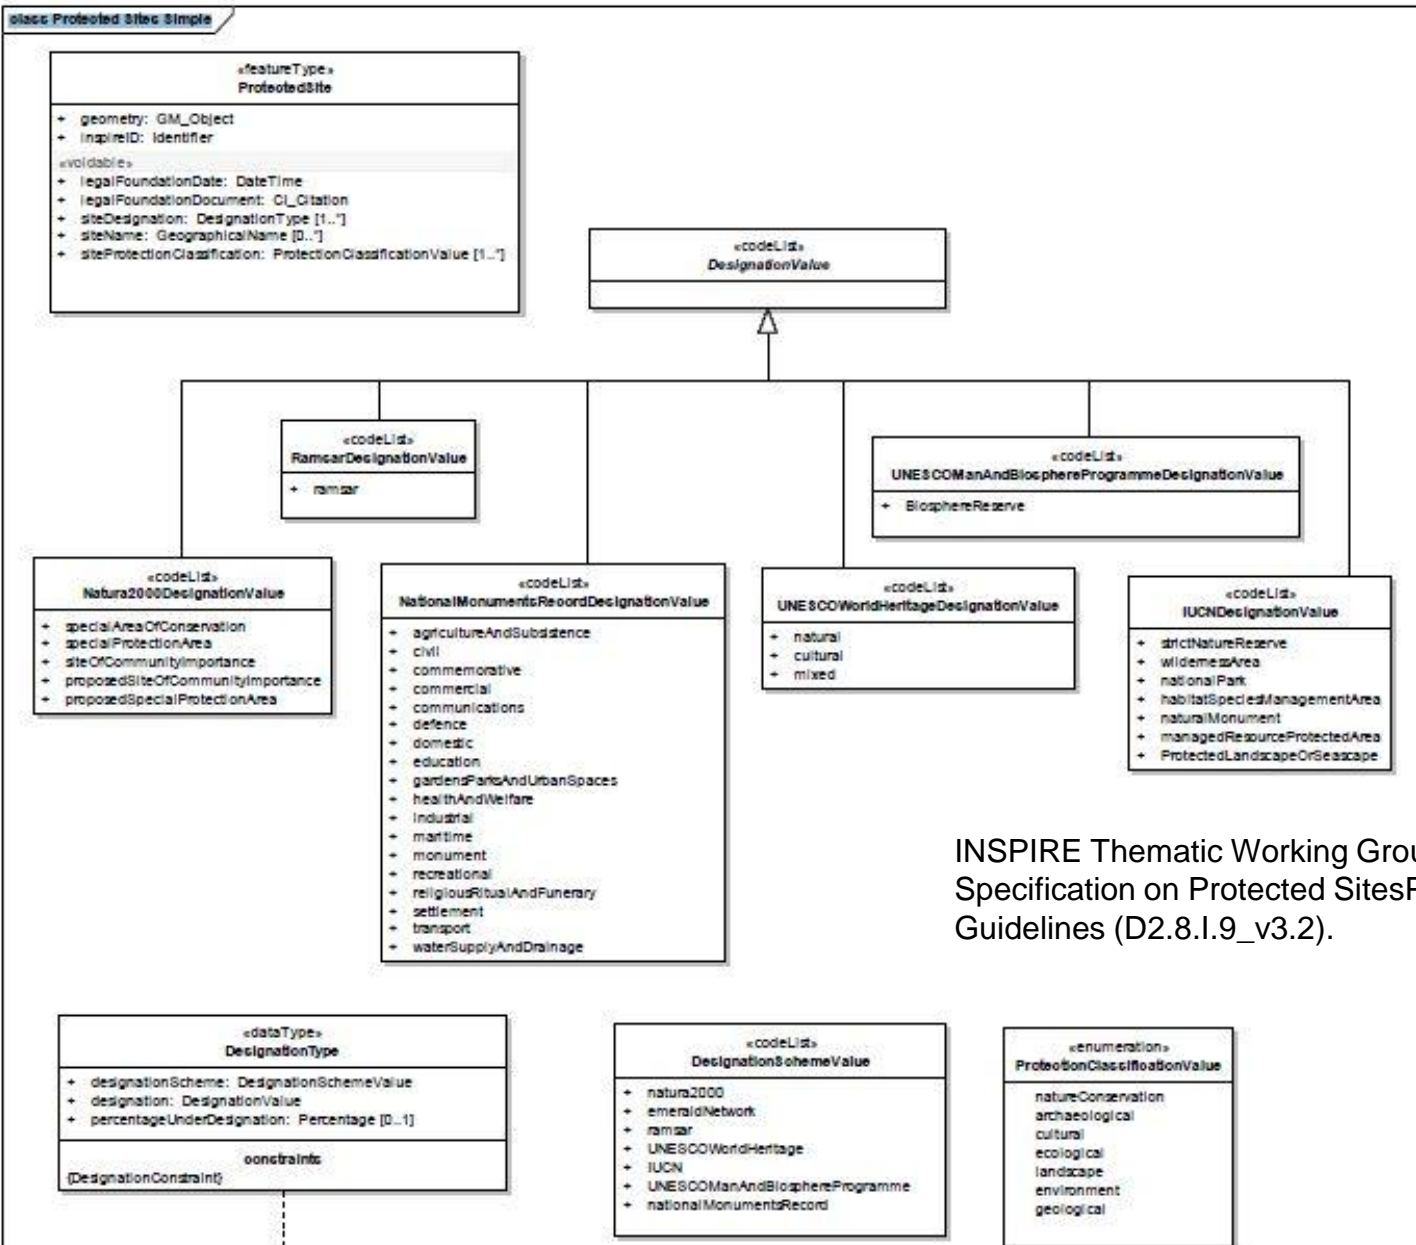 class Protected Sites Simple
«featureType»
ProtectedSite
+ geometry: GM_Object
+ inspireID: Identifier
«voidable»
+ legalFoundationDate: DateTime
+ legalFoundationDocument: CI_Citation
+ siteDesignation: DesignationType [1..*]
+ siteName: GeographicalName [0..*]
+ siteProtectionClassification: ProtectionClassificationValue [1..*]
«codeList»
DesignationValue
«codeList»
RamsarDesignationValue
+ ramsar
«codeList»
UNESCOManAndBiosphereProgrammeDesignationValue
+ BiosphereReserve
«codeList»
Natura2000DesignationValue
+ specialAreaOfConservation
+ specialProtectionArea
+ siteOfCommunityImportance
+ proposedSiteOfCommunityImportance
+ proposedSpecialProtectionArea
«codeList»
NationalMonumentsRecordDesignationValue
+ agricultureAndSubsistence
+ civil
+ commemorative
+ commercial
+ communications
+ defence
+ domestic
+ education
+ gardensParksAndUrbanSpaces
+ healthAndWelfare
+ industrial
+ maritime
+ monument
+ recreational
+ religiousRitualAndFunerary
+ settlement
+ transport
+ waterSupplyAndDrainage
«codeList»
UNESCOWorldHeritageDesignationValue
+ natural
+ cultural
+ mixed
«codeList»
IUCNDesignationValue
+ strictNatureReserve
+ wildernessArea
+ nationalPark
+ habitatSpeciesManagementArea
+ naturalMonument
+ managedResourceProtectedArea
+ ProtectedLandscapeOrSeascape
INSPIRE Thematic Working Grou
Specification on Protected SitesP
Guidelines (D2.8.I.9_v3.2).
«dataType»
DesignationType
+ designationScheme: DesignationSchemeValue
+ designation: DesignationValue
+ percentageUnderDesignation: Percentage [0..1]
constraints
{DesignationConstraint}
«codeList»
DesignationSchemeValue
+ natura2000
+ emeraldNetwork
+ ramsar
+ UNESCOWorldHeritage
+ IUCN
+ UNESCOManAndBiosphereProgramme
+ nationalMonumentsRecord
«enumeration»
ProtectionClassificationValue
natureConservation
archaeological
cultural
ecological
landscape
environment
geological